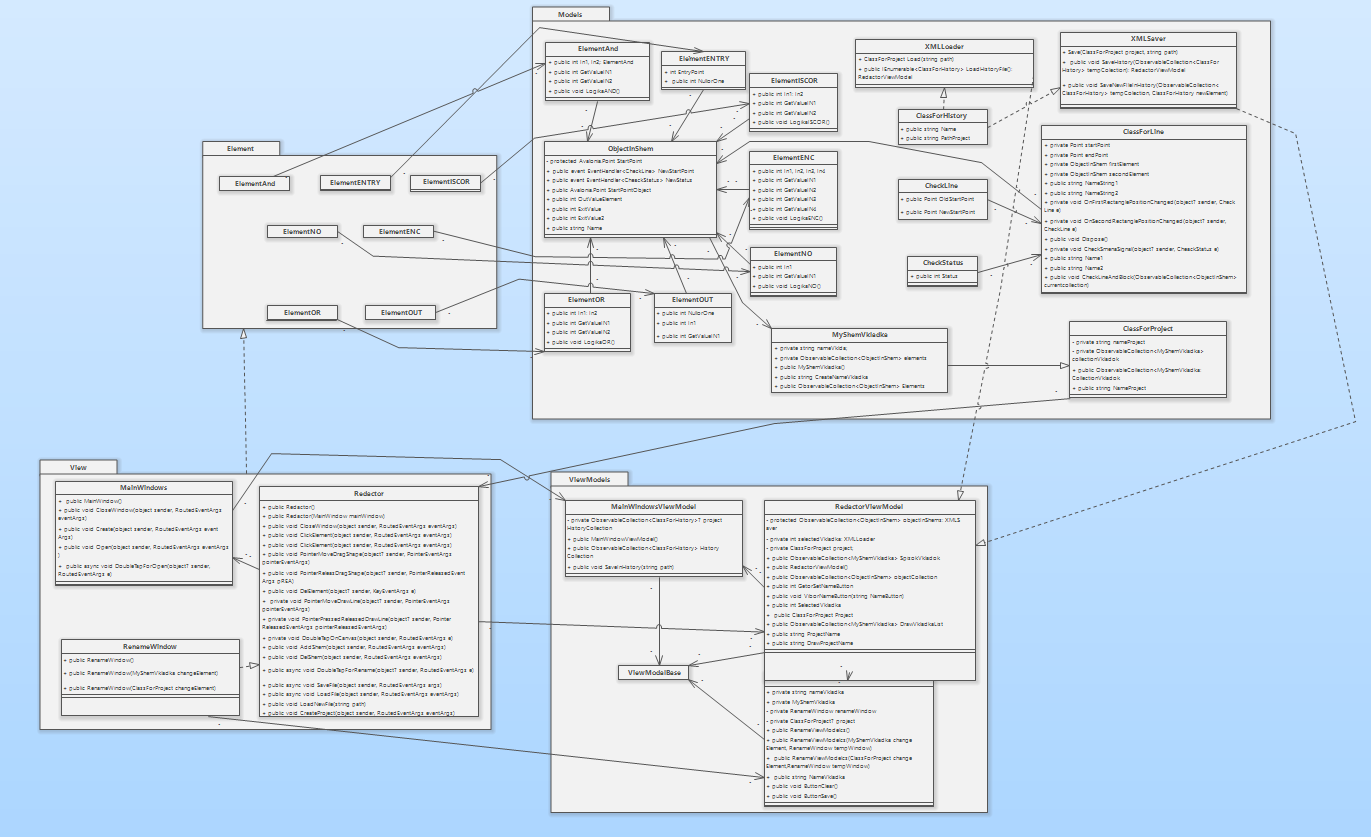 Models
ElementAnd
+ public int In1, In2; ElementAnd
+ public int GetValueIN1
+ public int GetValueIN2
+ public void LogikaAND()
ElementENTRY
+ int EntryPoint
+ public int NullorOne
ElementISCOR
+ public int In1; In2
+ public int GetValueIN1
+ public int GetValueIN2
+ public void LogikaISCOR()
ObjectInShem
- protected Avalonia.Point StartPoint
+ public event EventHandler<CheckLine> NewStartPoint
+ public event EventHandler<CheackStatus> NewStatus
+ public Avalonia.Point StartPointObject
+ public int OutValueElement
+ public int ExitValue
+ public int ExitValue2
+ public string Name
ElementENC
+ public int In1, In2, In3, In4
+ public int GetValueIN1
+ public int GetValueIN2
+ public int GetValueIN3
+ public int GetValueIN4
+ public void LogikaENC()
ElementNO
+ public int In1
+ public int GetValueIN1
+ public void LogikaNO()
ElementOR
+ public int In1; In2
+ public int GetValueIN1
+ public int GetValueIN2
+ public void LogikaOR()
ElementOUT
+ public int NullorOne
+ public int In1
+ public int GetValueIN1
XMLLoader
+ ClassForProject Load(string path)
+ public IEnumerable<ClassForHistory> LoadHistoryFile():
RedactorViewModel
XMLSaver
+ Save(ClassForProject project, string path)
+ public void SaveHistory(ObservableCollection<ClassFor
History> tempCollection): RedactorViewModel
+ public void SaveNewFileInHistory(ObservableCollection<
ClassForHistory> tempCollection, ClassForHistory newElement)
ClassForHistory
+ public string Name
+ public string PathProject
CheckLine
+ public Point OldStartPoint
+ public Point NewStartPoint
CheckStatus
+ public int Status
ClassForLine
+ private Point startPoint
+ private Point endPoint
+ private ObjectInShem firstElement
+ private ObjectInShem secondElement
+ public string NameString1
+ public string NameString2
+ private void OnFirstRectanglePositionChanged(object? sender, Check
Line e)
+ private void OnSecondRectanglePositionChanged(object? sender,
CheckLine e)
+ public void Dispose()
+ private void CheckSmenaSignal(object? sender, CheackStatus e)
+ public string Name1
+ public string Name2
+ public void CheckLineAndBlock(ObservableCollection<ObjectInShem>
currentcollection)
MyShemVkladka
+ private string nameVklda;
+ private ObservableCollection<ObjectInShem> elements
+ public MyShemVkladka()
+ public string CreateNameVkladka
+ public ObservableCollection<ObjectInShem> Elements
ClassForProject
- private string nameProject
- private ObservableCollection<MyShemVkladka>
collectionVkladok
+ public ObservableCollection<MyShemVkladka
CollectionVkladok
+ public string NameProject
Element
ElementAnd
ElementENTRY
ElementISCOR
ElementNO
ElementENC
ElementOR
ElementOUT
View
MainWindows
+ public MainWindow()
+ public void CloseWindow(object sender, RoutedEventArgs
eventArgs)
+ public void Create(object sender, RoutedEventArgs event
Args)
+ public void Open(object sender, RoutedEventArgs eventArgs
)
+ public async void DoubleTapForOpen(object? sender,
RoutedEventArgs e)
RenameWindow
+ public RenameWindow()
+ public RenameWindow(MyShemVkladka changeElement)
+ public RenameWindow(ClassForProject changeElement)
Redactor
+ public Redactor()
+ public Redactor(MainWindow mainWindow)
+ public void CloseWindow(object sender, RoutedEventArgs eventArgs)
+ public void ClickElement(object sender, RoutedEventArgs eventArgs)
+ public void ClickElement(object sender, RoutedEventArgs eventArgs)
+ public void PointerMoveDragShape(object? sender, PointerEventArgs
pointerEventArgs)
+ public void PointerReleaDragShape(object? sender, PointerReleasedEvent
Args pREA)
+ public void DelElement(object? sender, KeyEventArgs e)
+ private void PointerMoveDrawLine(object? sender, PointerEventArgs
pointerEventArgs)
+ private void PointerPressedReleasedDrawLine(object? sender, Pointer
ReleasedEventArgs pointerReleasedEventArgs)
+ private void DoubleTapOnCanvas(object sender, RoutedEventArgs e)
+ public void AddShem(object sender, RoutedEventArgs eventArgs)
+ public void DelShem(object sender, RoutedEventArgs eventArgs)
+ public async void DoubleTapForRename(object? sender, RoutedEventArgs e)
+ public async void SaveFile(object sender, RoutedEventArgs args)
+ public async void LoadFile(object sender, RoutedEventArgs eventArgs)
+ public void LoadNewFile(string path)
+ public void CreateProject(object sender, RoutedEventArgs eventArgs)
ViewModels
MainWindowsViewModel
- private ObservableCollection<ClassForHistory>? project
HistoryCollection
+ public MainWindowViewModel()
+ public ObservableCollection<ClassForHistory> History
Collection
+ public void SaveInHistory(string path)
RedactorViewModel
- protected ObservableCollection<ObjectInShem> objectInShems: XMLS
aver
- private int selectedVkladka: XMLLoader
- private ClassForProject project,
+ public ObservableCollection<MyShemVkladka> SpisokVkladok
+ public RedactorViewModel()
+ public ObservableCollection<ObjectInShem> objectCollection
+ public int GetorSetNameButton
+ public void ViborNameButton(string NameButton)
+ public int SelectedVkladka
+ public ClassForProject Project
+ public ObservableCollection<MyShemVkladka> DrawVkladkaList
+ public string ProjectName
+ public string DrawProjectName
ViewModelBase
+ private string nameVkladka
+ private MyShemVkladka
- private RenameWindow renameWindow
- private ClassForProject? project
+ public RenameViewModelcs()
+ public RenameViewModelcs(MyShemVkladka change
Element, RenameWindow tempWindow)
+ public RenameViewModelcs(ClassForProject change
Element,RenameWindow tempWindow)
+ public string NameVkladka
+ public void ButtonClear()
+ public void ButtonSave()